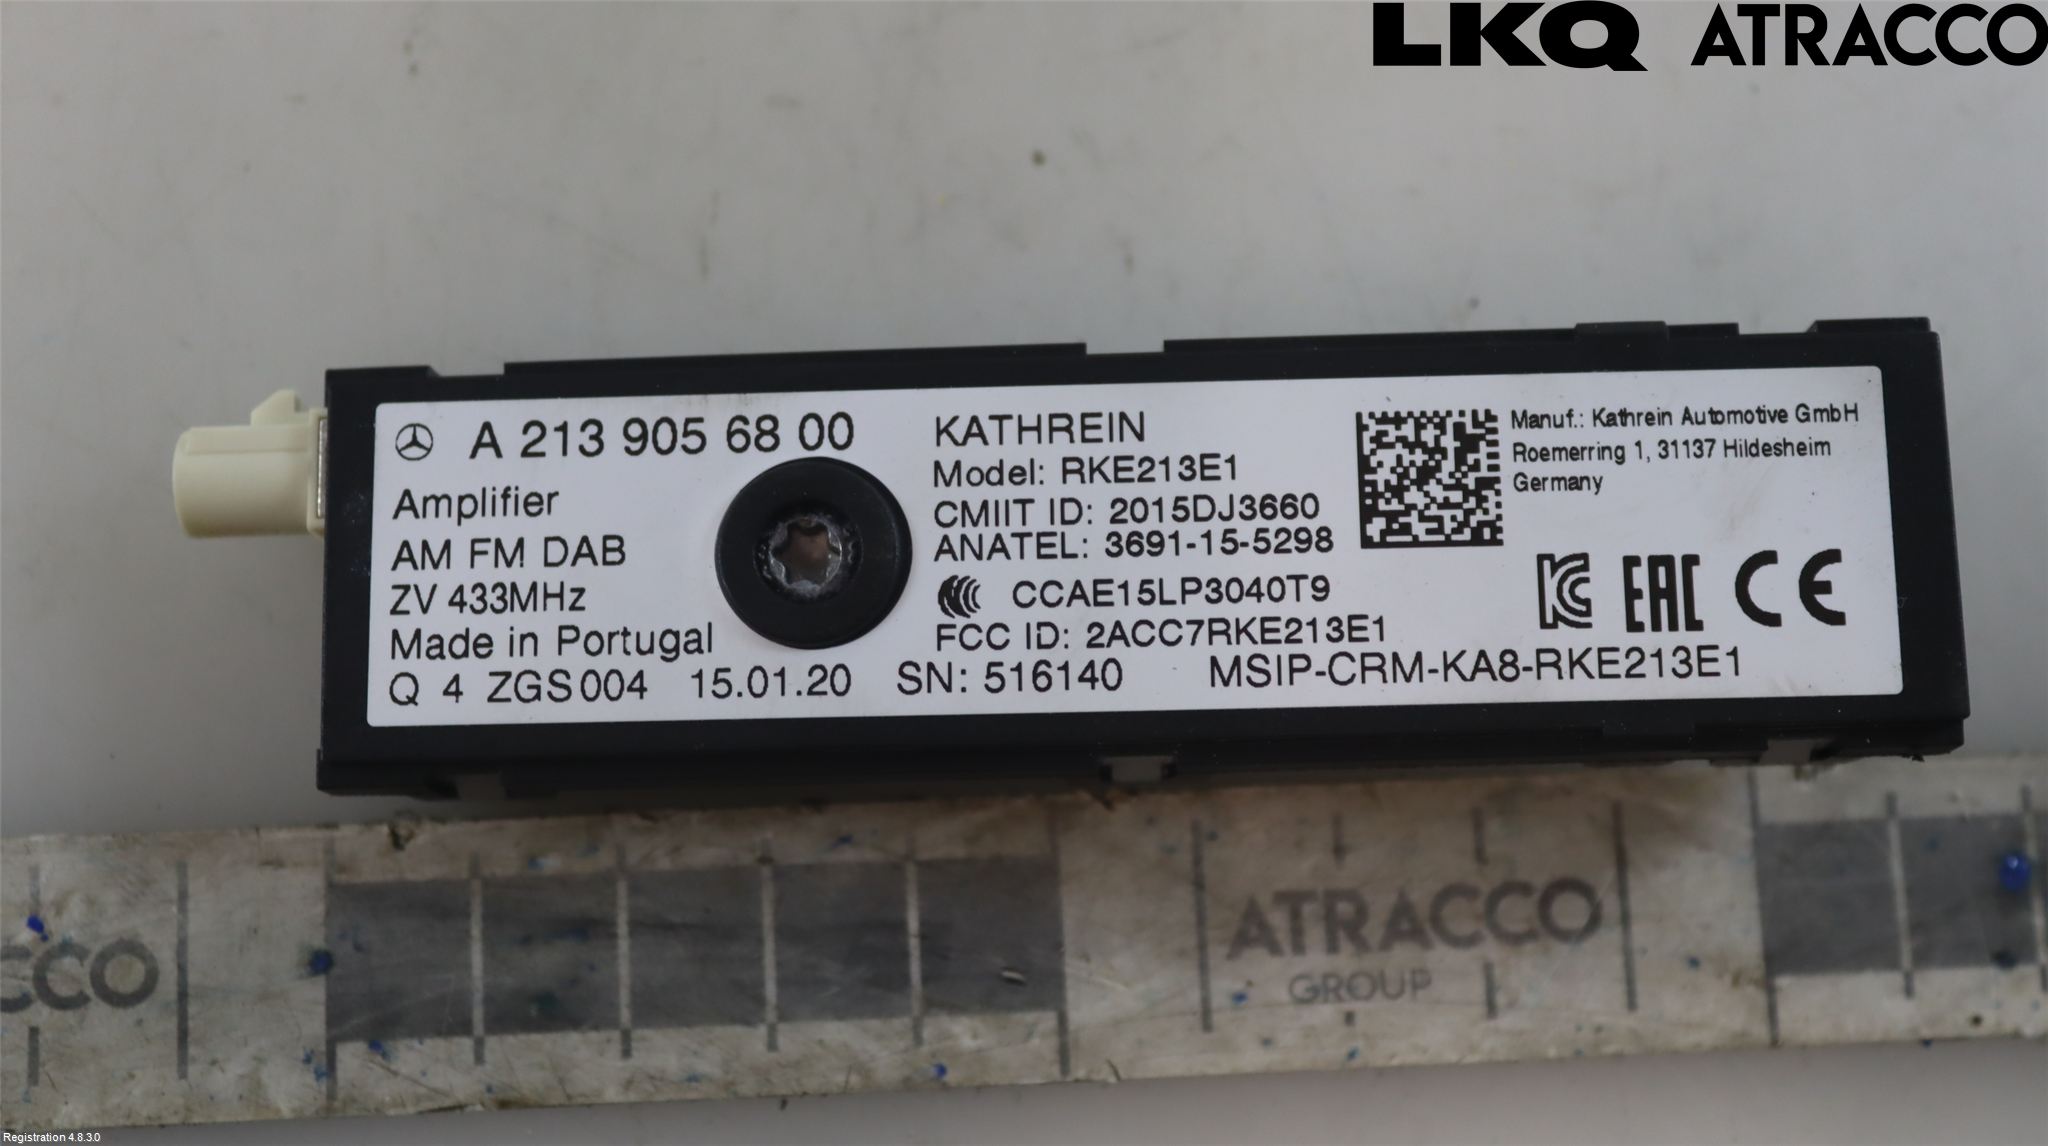 LKQ ATRACCO
A 213 905 68 00
Amplifier
AM FM DAB
ZV 433MHz
Made in Portugal
Q 4 ZGS004 15.01.20 SN: 516140 MSIP-CRM-KA8-RKE213E1
KATHREIN
Model: RKE213E1
CMIIT ID: 2015DJ3660
ANATEL: 3691-15-5298
CCAE15LP3040T9
FCC ID: 2ACC7RKE213E1
Manuf.: Kathrein Automotive GmbH
Roemerring 1, 31137 Hildesheim
Germany
KC EAC CE
CCO
ATRACCO
GROUP
Registration 4.8.3.0